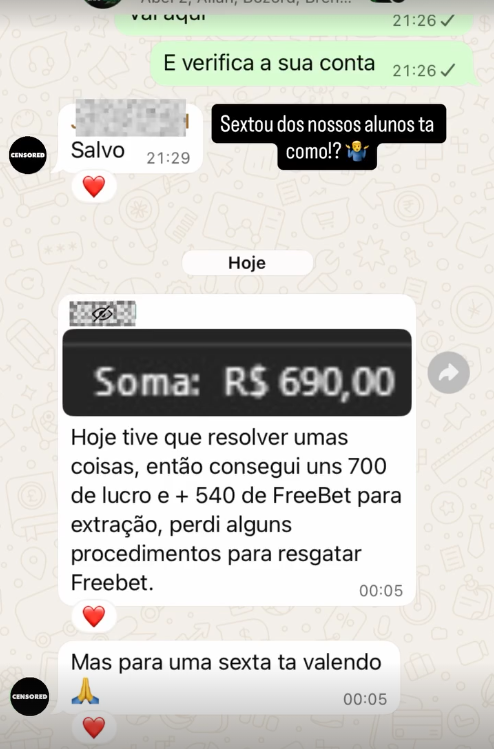 vai aqui
21:26
E verifica a sua conta
21:26
Sextou dos nossos alunos ta
como!? 🤷‍♂️
CENSORED
Salvo
21:29
❤️
Hoje
Soma: R$ 690,00
Hoje tive que resolver umas
coisas, então consegui uns 700
de lucro e + 540 de FreeBet para
extração, perdi alguns
procedimentos para resgatar
Freebet.
00:05
❤️
Mas para uma sexta ta valendo
🙏
00:05
CENSORED
❤️